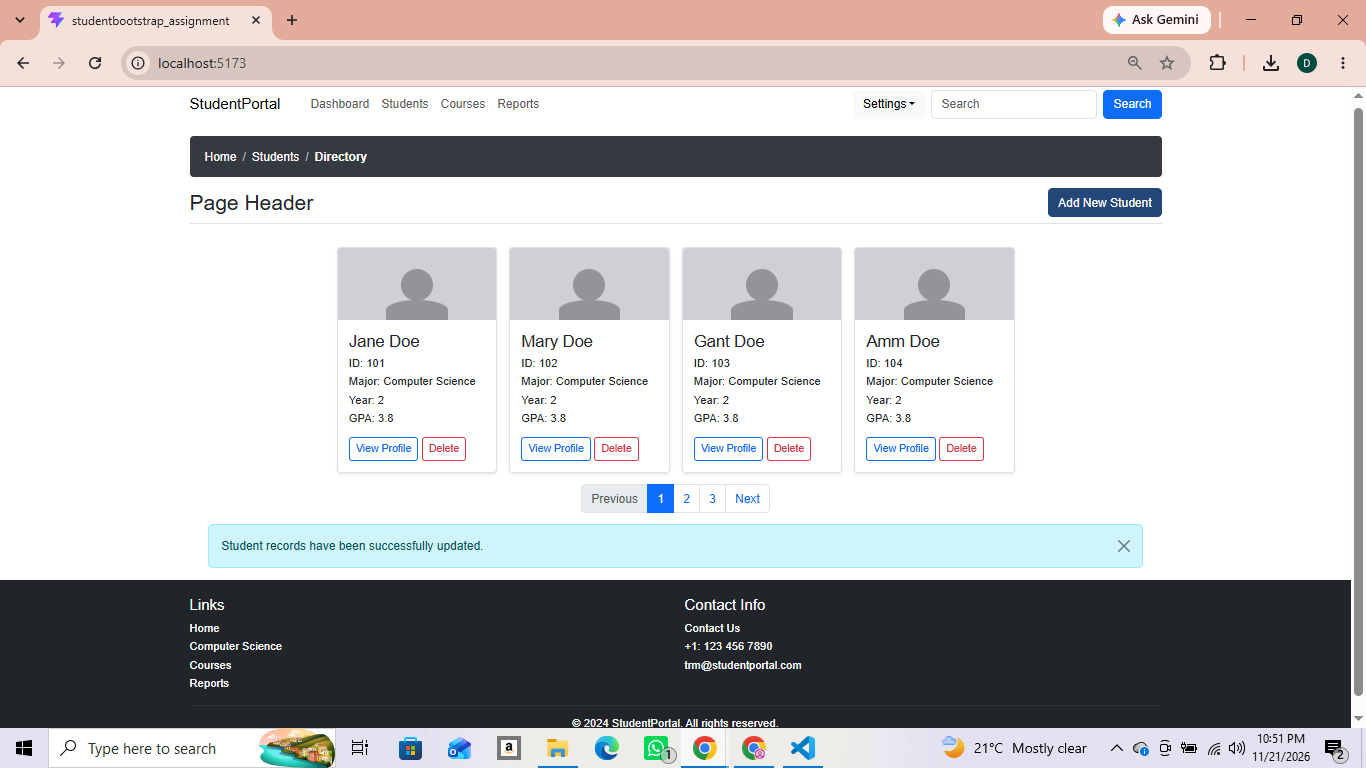 studentbootstrap_assignment
Ask Gemini
localhost:5173
D
StudentPortal Dashboard Students Courses Reports Settings Search Search
Home / Students / Directory
Page Header Add New Student
Jane Doe
ID: 101
Major: Computer Science
Year: 2
GPA: 3.8
View Profile Delete
Mary Doe
ID: 102
Major: Computer Science
Year: 2
GPA: 3.8
View Profile Delete
Gant Doe
ID: 103
Major: Computer Science
Year: 2
GPA: 3.8
View Profile Delete
Amm Doe
ID: 104
Major: Computer Science
Year: 2
GPA: 3.8
View Profile Delete
Previous 1 2 3 Next
Student records have been successfully updated.
Links
Home
Computer Science
Courses
Reports
Contact Info
Contact Us
+1: 123 456 7890
trm@studentportal.com
© 2024 StudentPortal. All rights reserved.
Type here to search
a
1
21°C Mostly clear
10:51 PM
11/21/2026
2